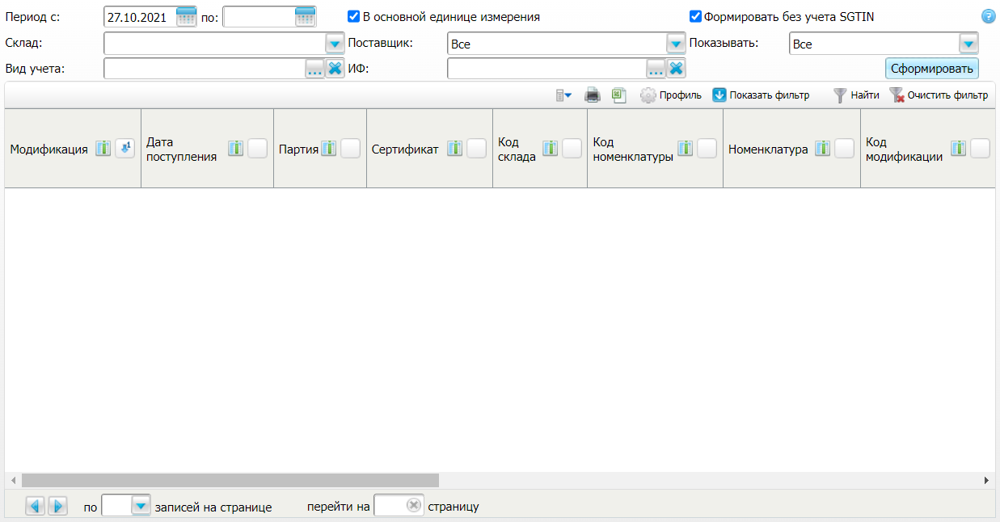 Период с: 27.10.2021 по: В основной единице измерения Формировать без учета SGTIN ?
Склад: Поставщик: Все Показывать: Все
Вид учета: ... ИФ: ... Сформировать
Профиль Показать фильтр Найти Очистить фильтр
Модификация 1
Дата
поступления
Партия
Сертификат
Код
склада
Код
номенклатуры
Номенклатура
Код
модификации
по записей на странице перейти на страницу